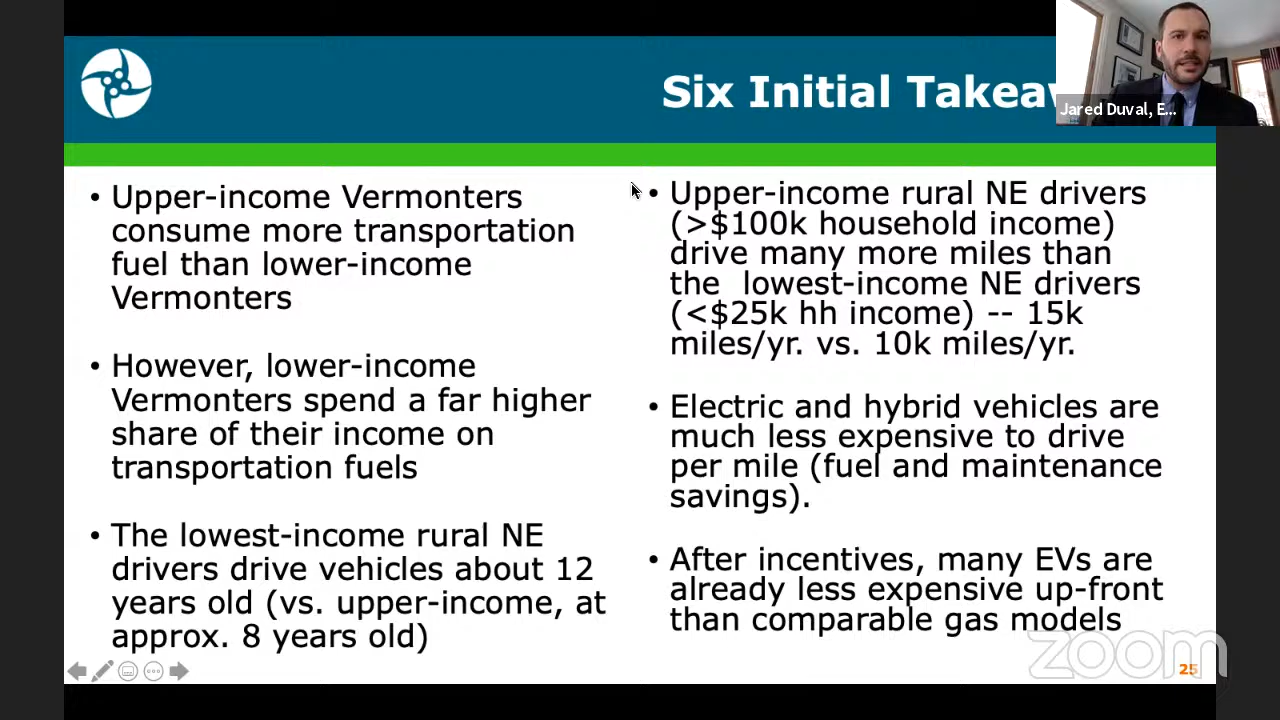 Six Initial Takeaw
Jared Duval, E...
• Upper-income Vermonters
consume more transportation
fuel than lower-income
Vermonters
• However, lower-income
Vermonters spend a far higher
share of their income on
transportation fuels
• The lowest-income rural NE
drivers drive vehicles about 12
years old (vs. upper-income, at
approx. 8 years old)
• Upper-income rural NE drivers
(>$100k household income)
drive many more miles than
the lowest-income NE drivers
(<$25k hh income) -- 15k
miles/yr. vs. 10k miles/yr.
• Electric and hybrid vehicles are
much less expensive to drive
per mile (fuel and maintenance
savings).
• After incentives, many EVs are
already less expensive up-front
than comparable gas models
zoom
25